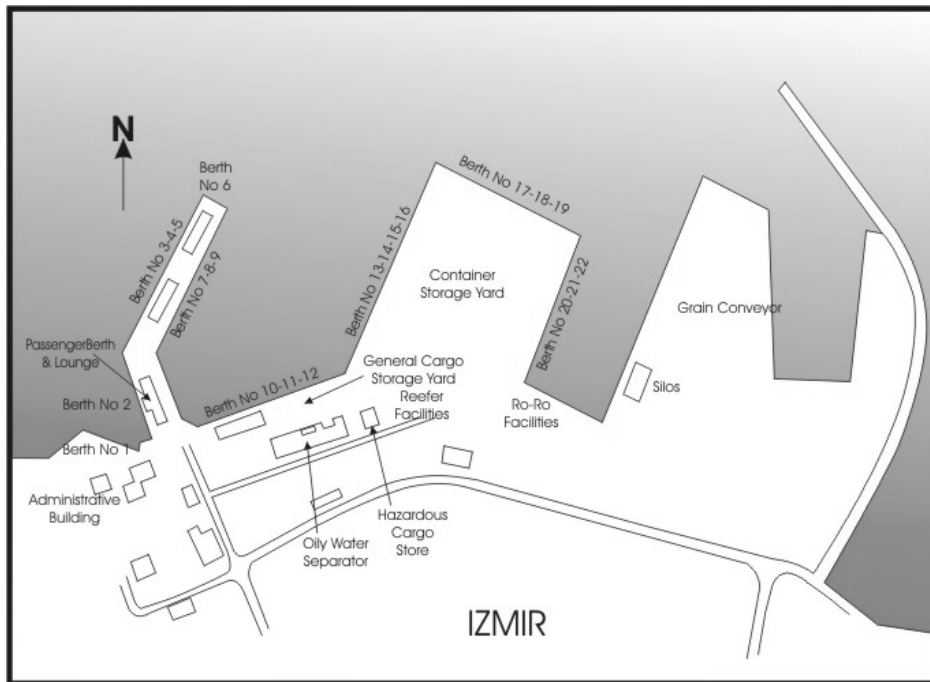 N
Berth
No 6
Berth No 3-4-5
Berth No 7-8-9
PassengerBerth
& Lounge
Berth No 2
Berth No 1
Administrative
Building
Berth No 10-11-12
Berth No 13-14-15-16
Berth No 17-18-19
Berth No 20-21-22
Container
Storage Yard
General Cargo
Storage Yard
Reefer
Facilities
Ro-Ro
Facilities
Grain Conveyor
Silos
Oily Water
Separator
Hazardous
Cargo
Store
IZMIR